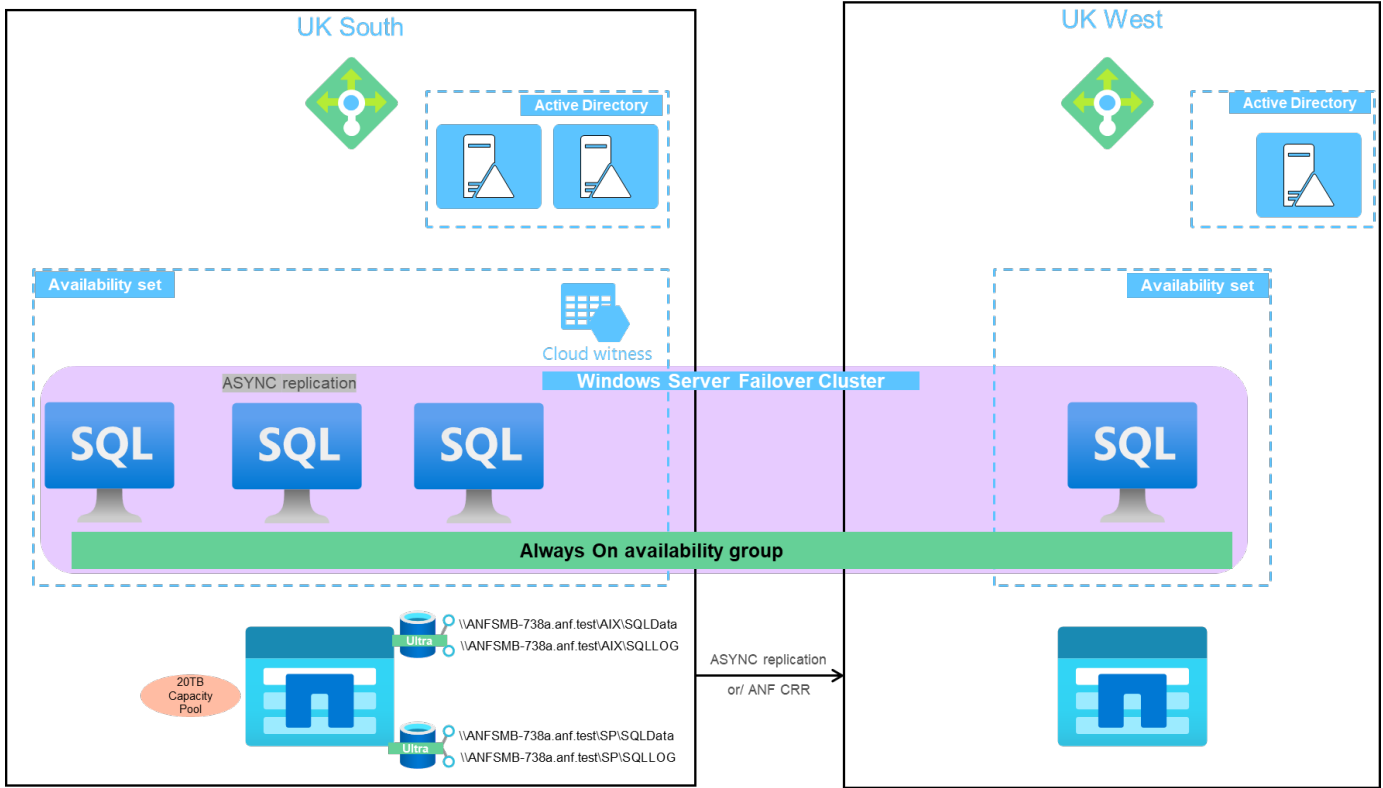 UK South
UK West
Active Directory
Active Directory
Availability set
Availability set
Cloud witness
Windows Server Failover Cluster
ASYNC replication
SQL
SQL
SQL
SQL
Always On availability group
Ultra
\\ANFSMB-738a.anf.test\AIX\SQLData
\\ANFSMB-738a.anf.test\AIX\SQLLOG
20TB
Capacity
Pool
ASYNC replication
or/ ANF CRR
Ultra
\\ANFSMB-738a.anf.test\SP\SQLData
\\ANFSMB-738a.anf.test\SP\SQLLOG